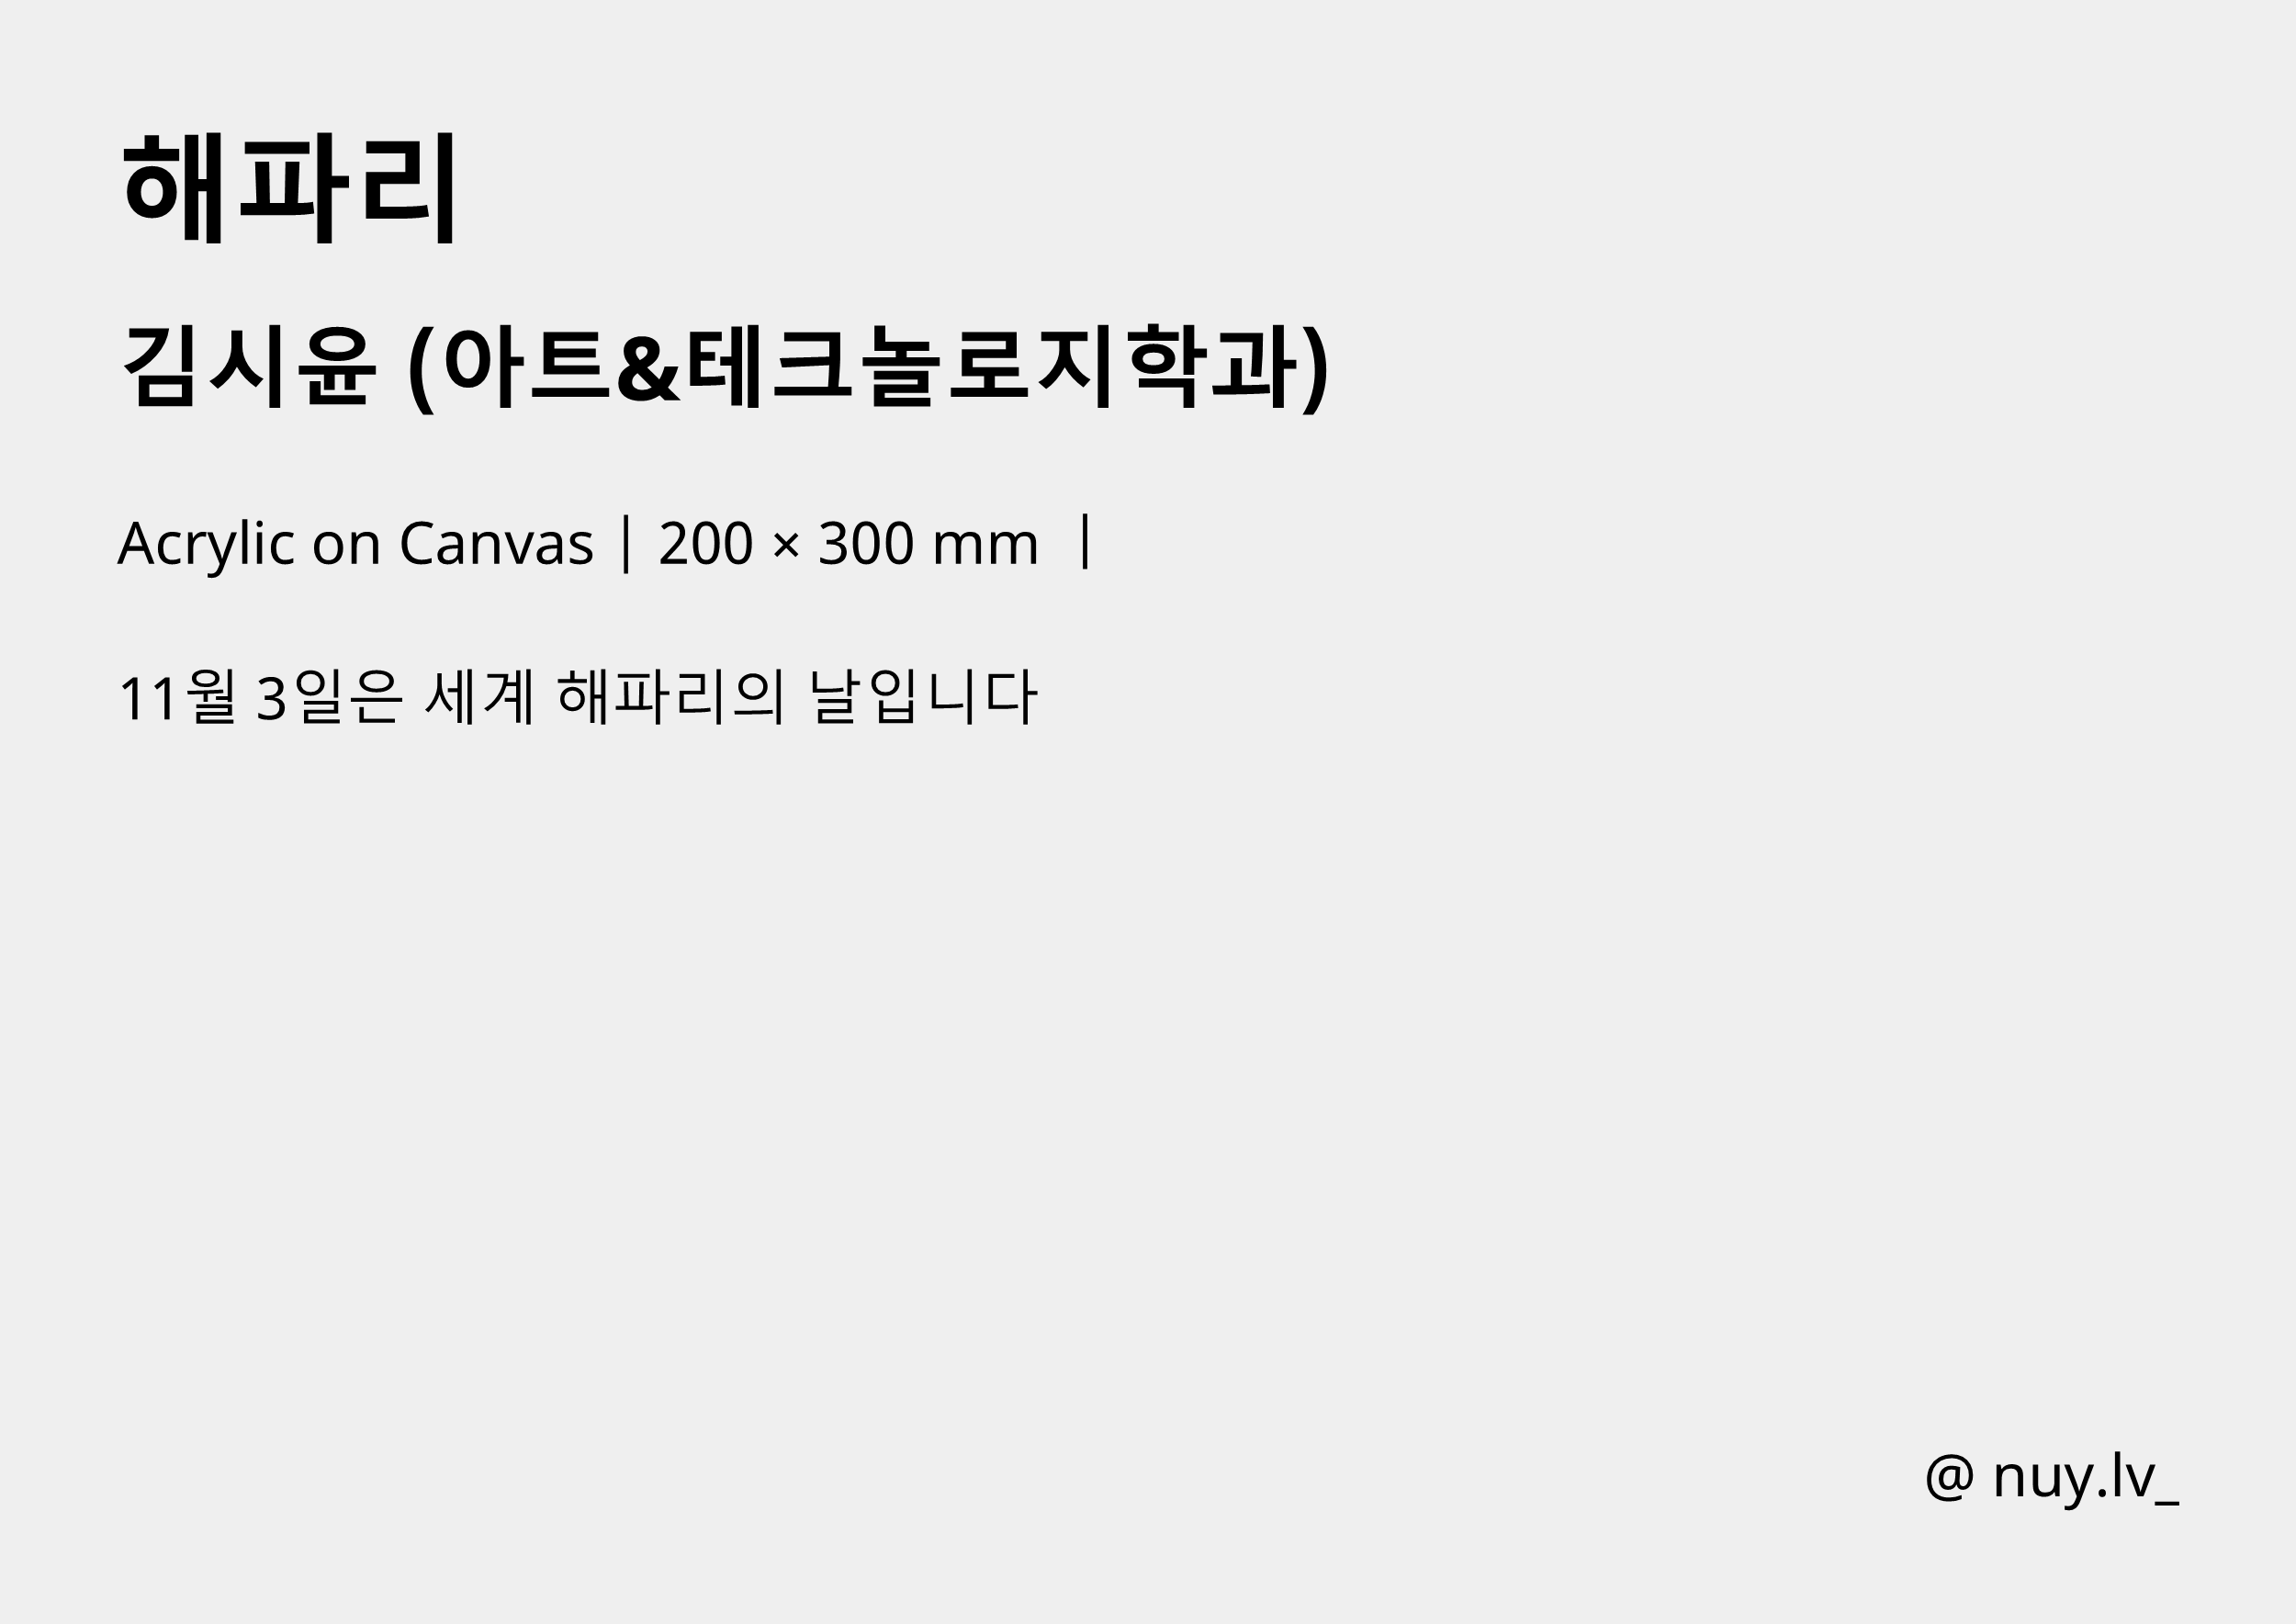 해파리
김시윤 (아트&테크놀로지학과)
Acrylic on Canvas | 200 × 300 mm |
11월 3일은 세계 해파리의 날입니다
@ nuy.lv_